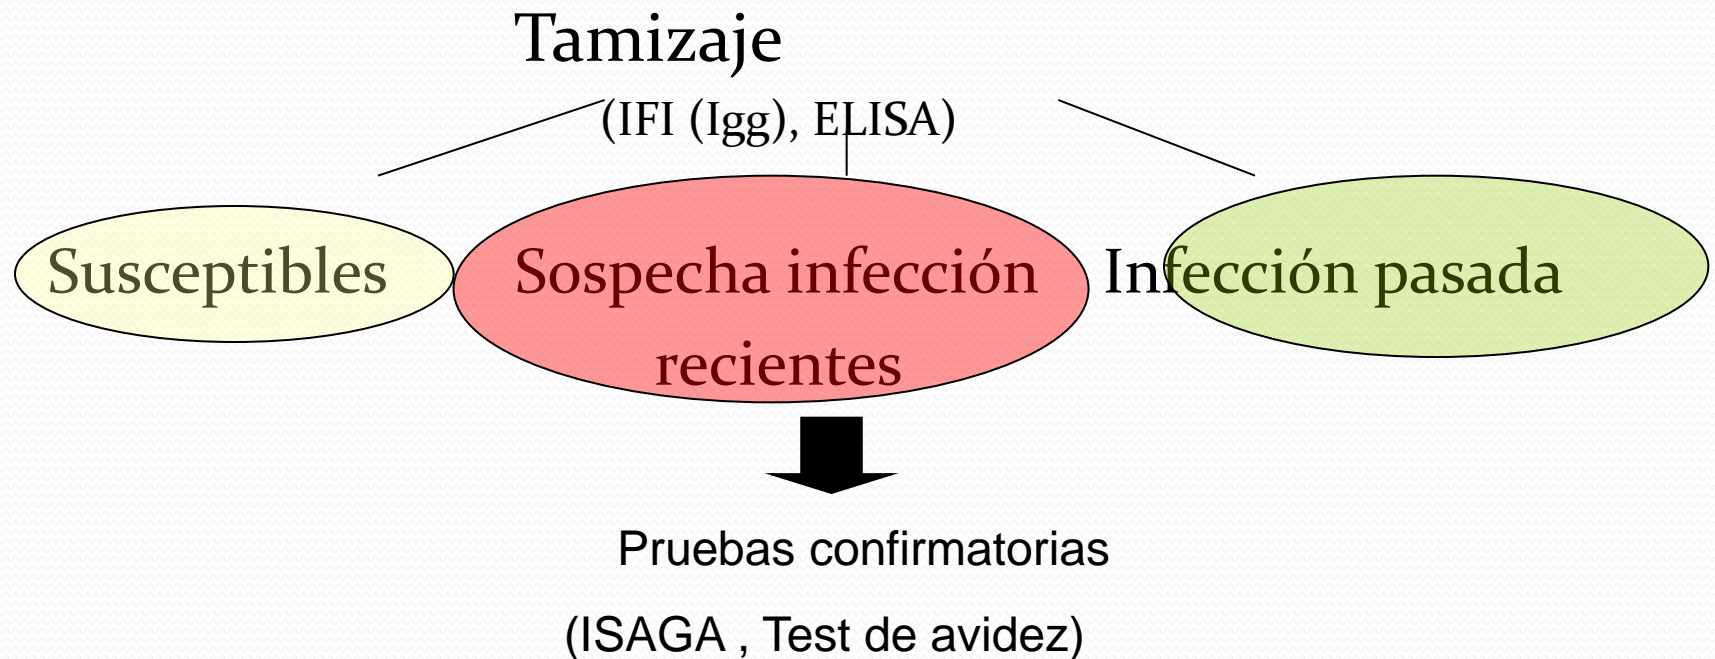 Tamizaje
(IFI (Igg), ELISA)
Susceptibles Sospecha infección Infección pasada
recientes
Pruebas confirmatorias
(ISAGA , Test de avidez)